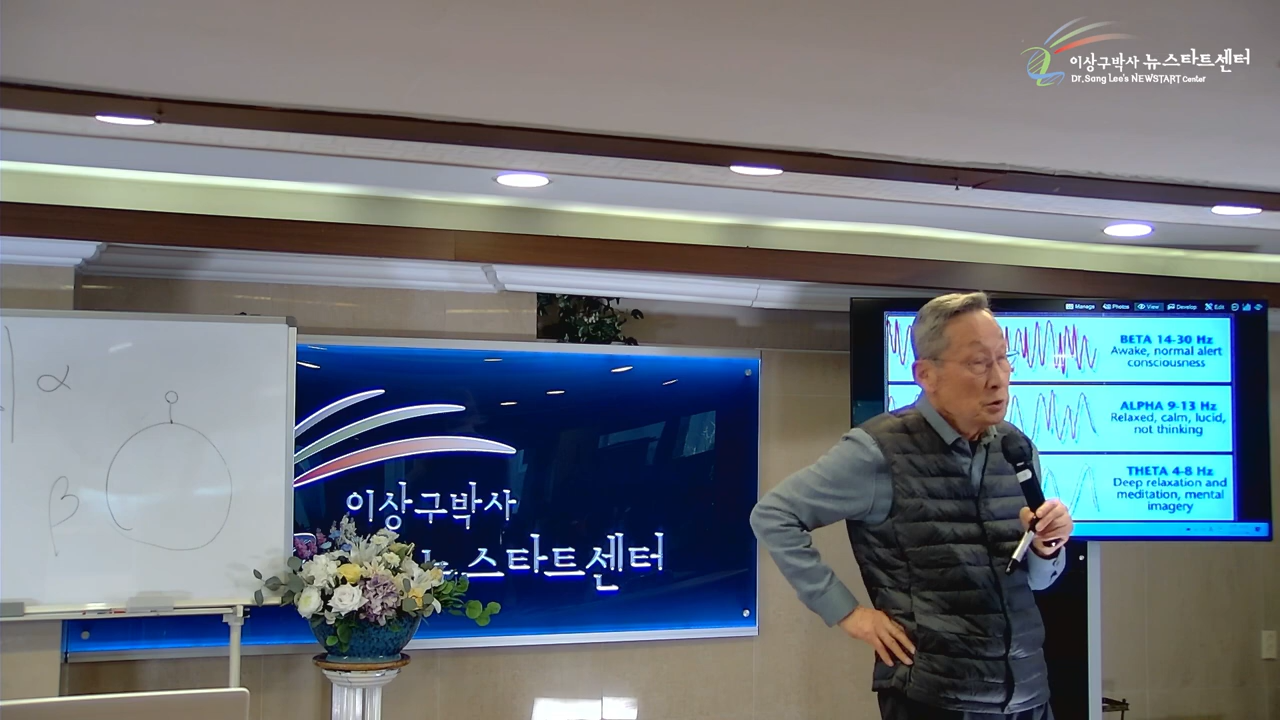 이상구박사 뉴스타트센터
Dr. Sang Lee's NEWSTART Center
Manage Photos View Develop Edit
BETA 14-30 Hz
Awake, normal alert
consciousness
ALPHA 9-13 Hz
Relaxed, calm, lucid,
not thinking
THETA 4-8 Hz
Deep relaxation and
meditation, mental
imagery
α
β
이상구박사
뉴스타트센터